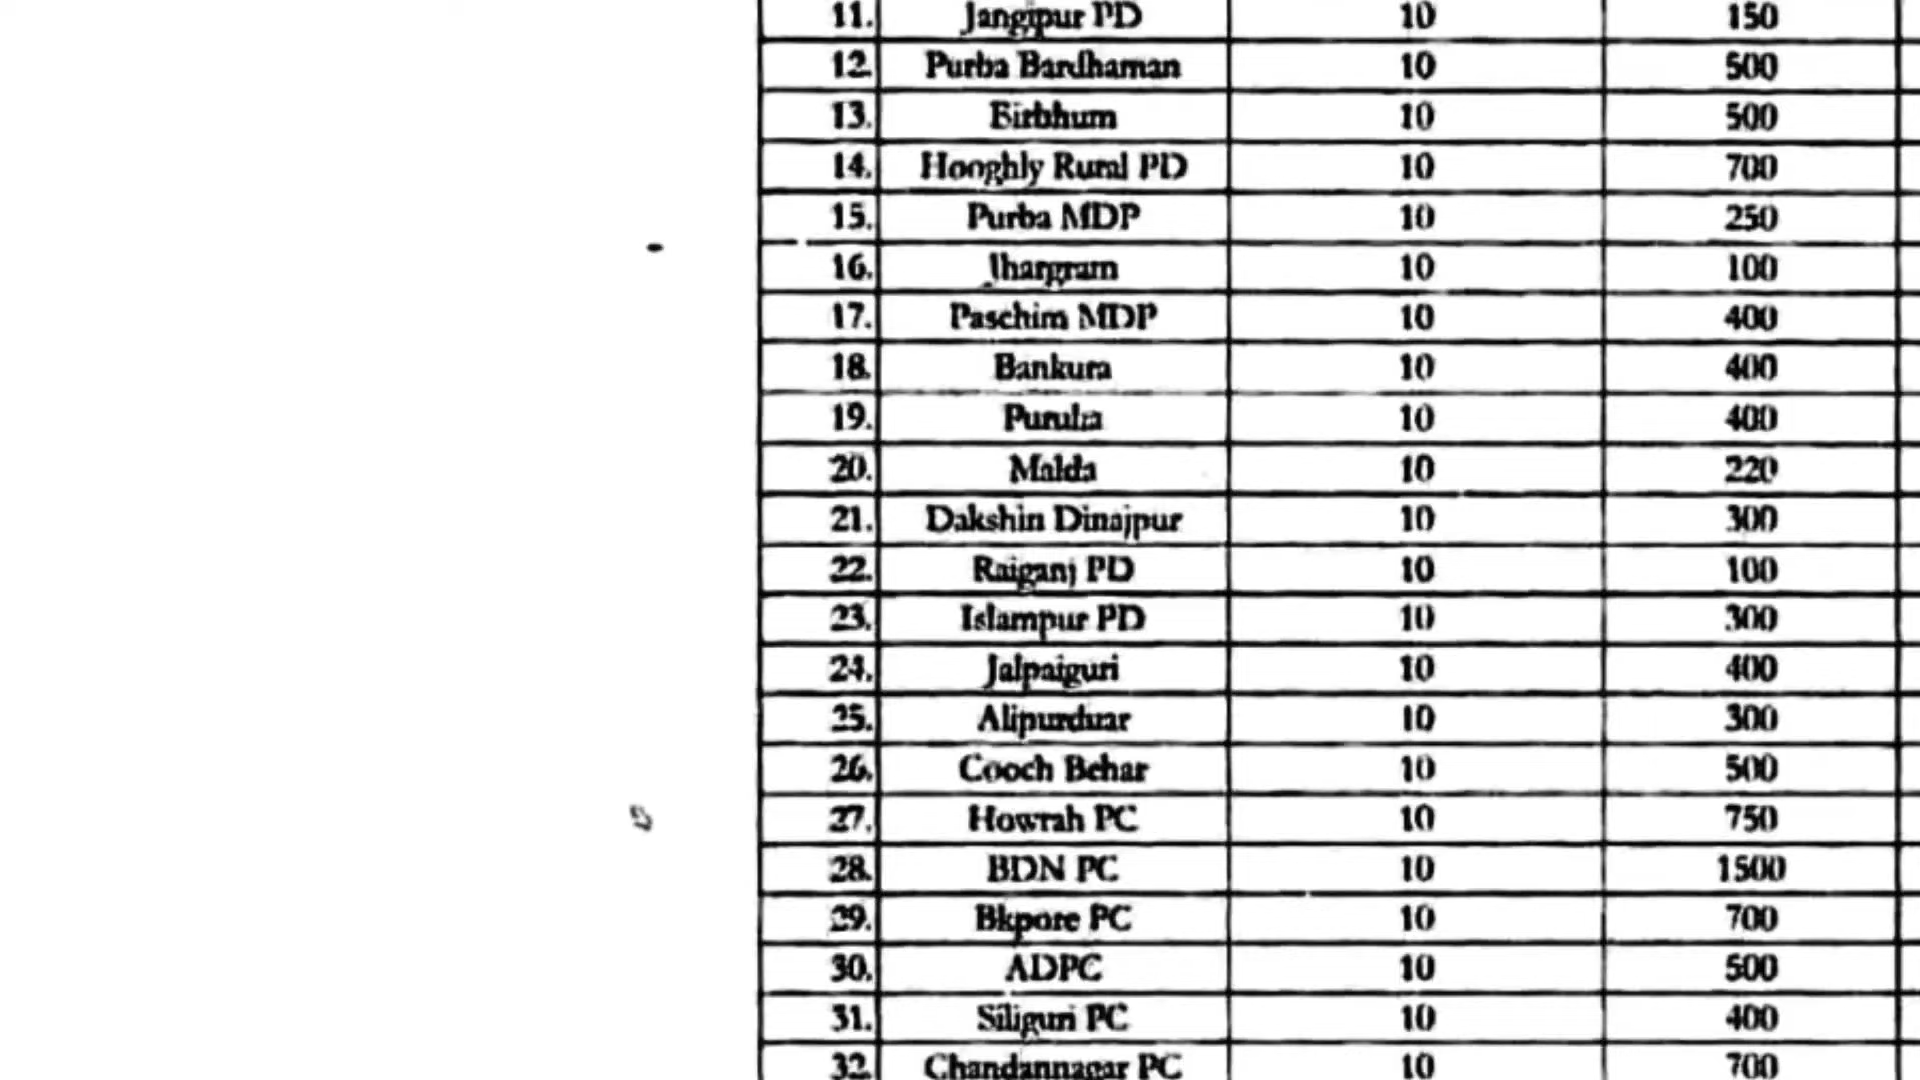 11. Jangipur PD 10 150
12. Purba Bardhaman 10 500
13. Birbhum 10 500
14. Hooghly Rural PD 10 700
15. Purba MDP 10 250
16. Jhargram 10 100
17. Paschim MDP 10 400
18. Bankura 10 400
19. Purulia 10 400
20. Malda 10 220
21. Dakshin Dinajpur 10 300
22. Raiganj PD 10 100
23. Islampur PD 10 300
24. Jalpaiguri 10 400
25. Alipurduar 10 300
26. Cooch Behar 10 500
27. Howrah PC 10 750
28. BDN PC 10 1500
29. Bkpore PC 10 700
30. ADPC 10 500
31. Siliguri PC 10 400
32. Chandannagar PC 10 700